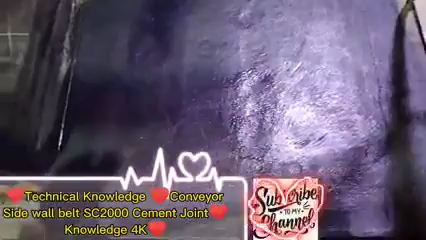 ❤️Technical Knowledge ❤️Conveyor
Side wall belt SC2000 Cement Joint❤️
Knowledge 4K❤️
Subscribe
TO MY
Channel